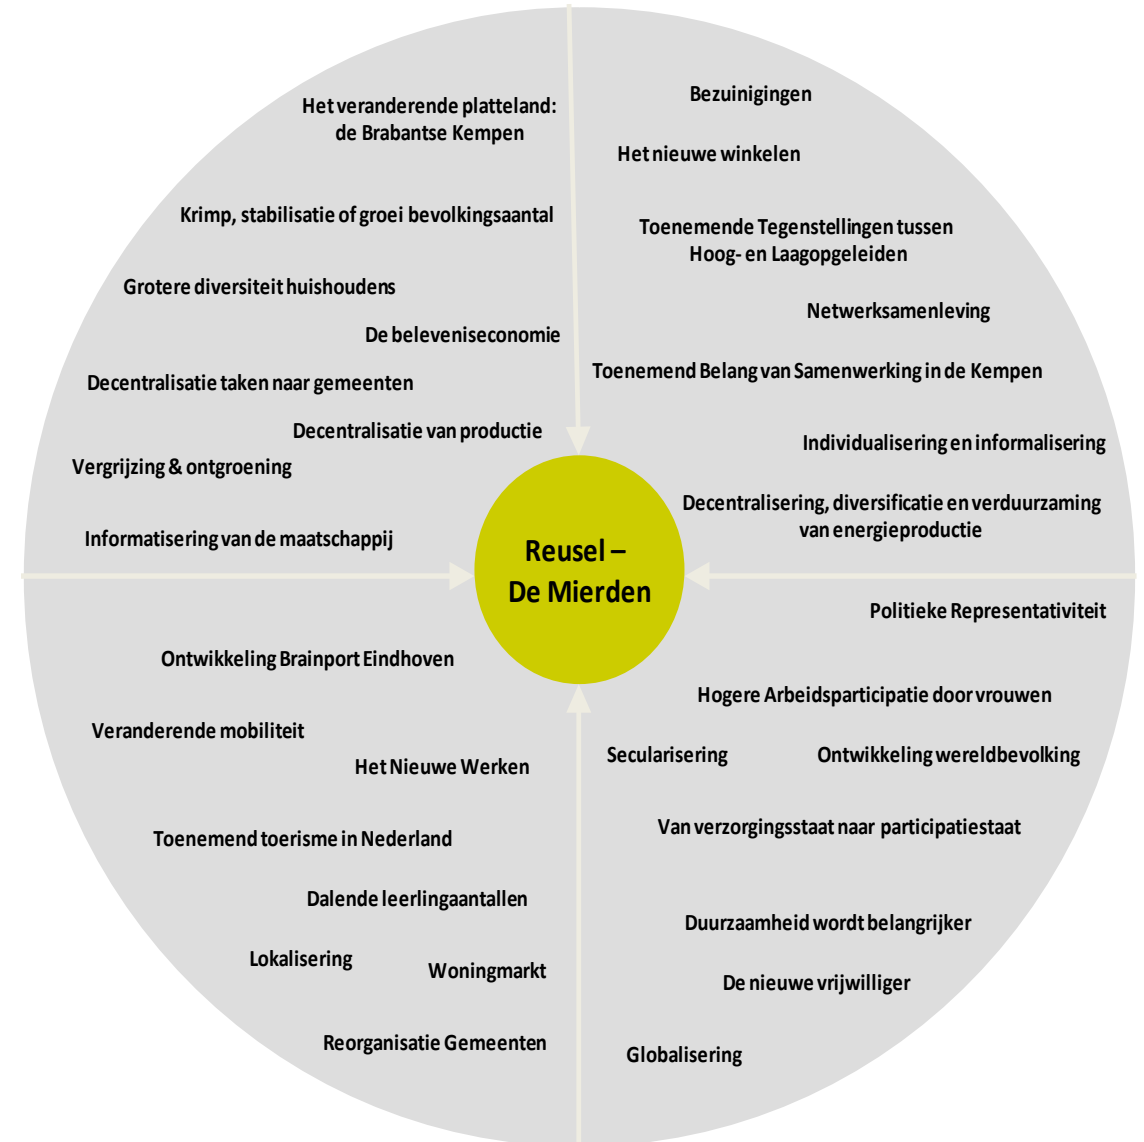 Het veranderende platteland:
de Brabantse Kempen
Krimp, stabilisatie of groei bevolkingsaantal
Grotere diversiteit huishoudens
De beleveniseconomie
Decentralisatie taken naar gemeenten
Decentralisatie van productie
Vergrijzing & ontgroening
Informatisering van de maatschappij
Bezuinigingen
Het nieuwe winkelen
Toenemende Tegenstellingen tussen
Hoog- en Laagopgeleiden
Netwerksamenleving
Toenemend Belang van Samenwerking in de Kempen
Individualisering en informalisering
Decentralisering, diversificatie en verduurzaming
van energieproductie
Reusel –
De Mierden
Ontwikkeling Brainport Eindhoven
Veranderende mobiliteit
Het Nieuwe Werken
Toenemend toerisme in Nederland
Dalende leerlingaantallen
Lokalisering
Woningmarkt
Reorganisatie Gemeenten
Politieke Representativiteit
Hogere Arbeidsparticipatie door vrouwen
Secularisering
Ontwikkeling wereldbevolking
Van verzorgingsstaat naar participatiestaat
Duurzaamheid wordt belangrijker
De nieuwe vrijwilliger
Globalisering